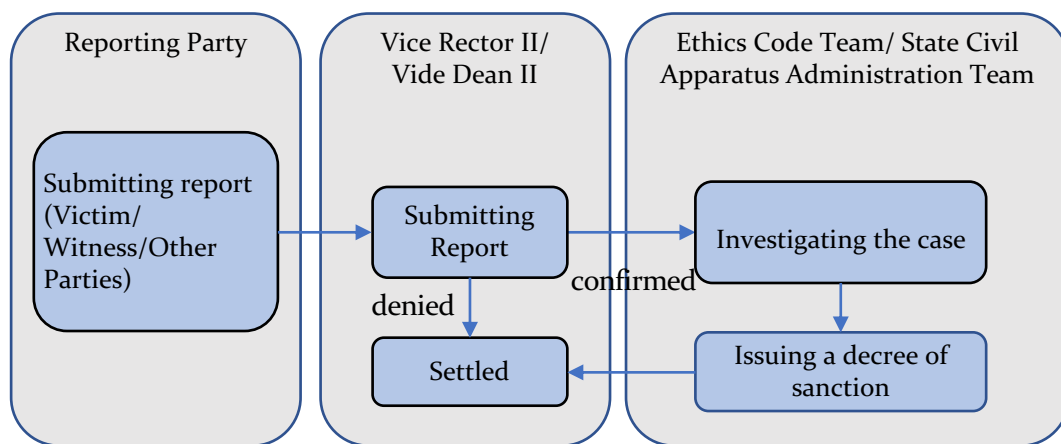 Reporting Party
Submitting report
(Victim/
Witness/Other
Parties)
Vice Rector II/
Vide Dean II
Submitting
Report
denied
confirmed
Settled
Ethics Code Team/ State Civil
Apparatus Administration Team
Investigating the case
Issuing a decree of
sanction